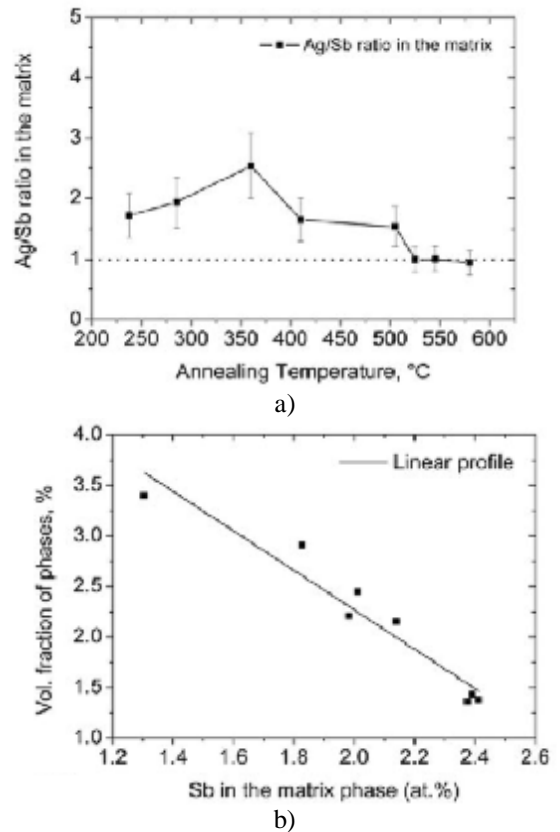 Ag/Sb ratio in the matrix
5
4
3
2
1
0
Ag/Sb ratio in the matrix
200 250 300 350 400 450 500 550 600
Annealing Temperature, °C
a)
Vol. fraction of phases, %
4.0
3.5
3.0
2.5
2.0
1.5
1.0
Linear profile
1.2 1.4 1.6 1.8 2.0 2.2 2.4 2.6
Sb in the matrix phase (at.%)
b)